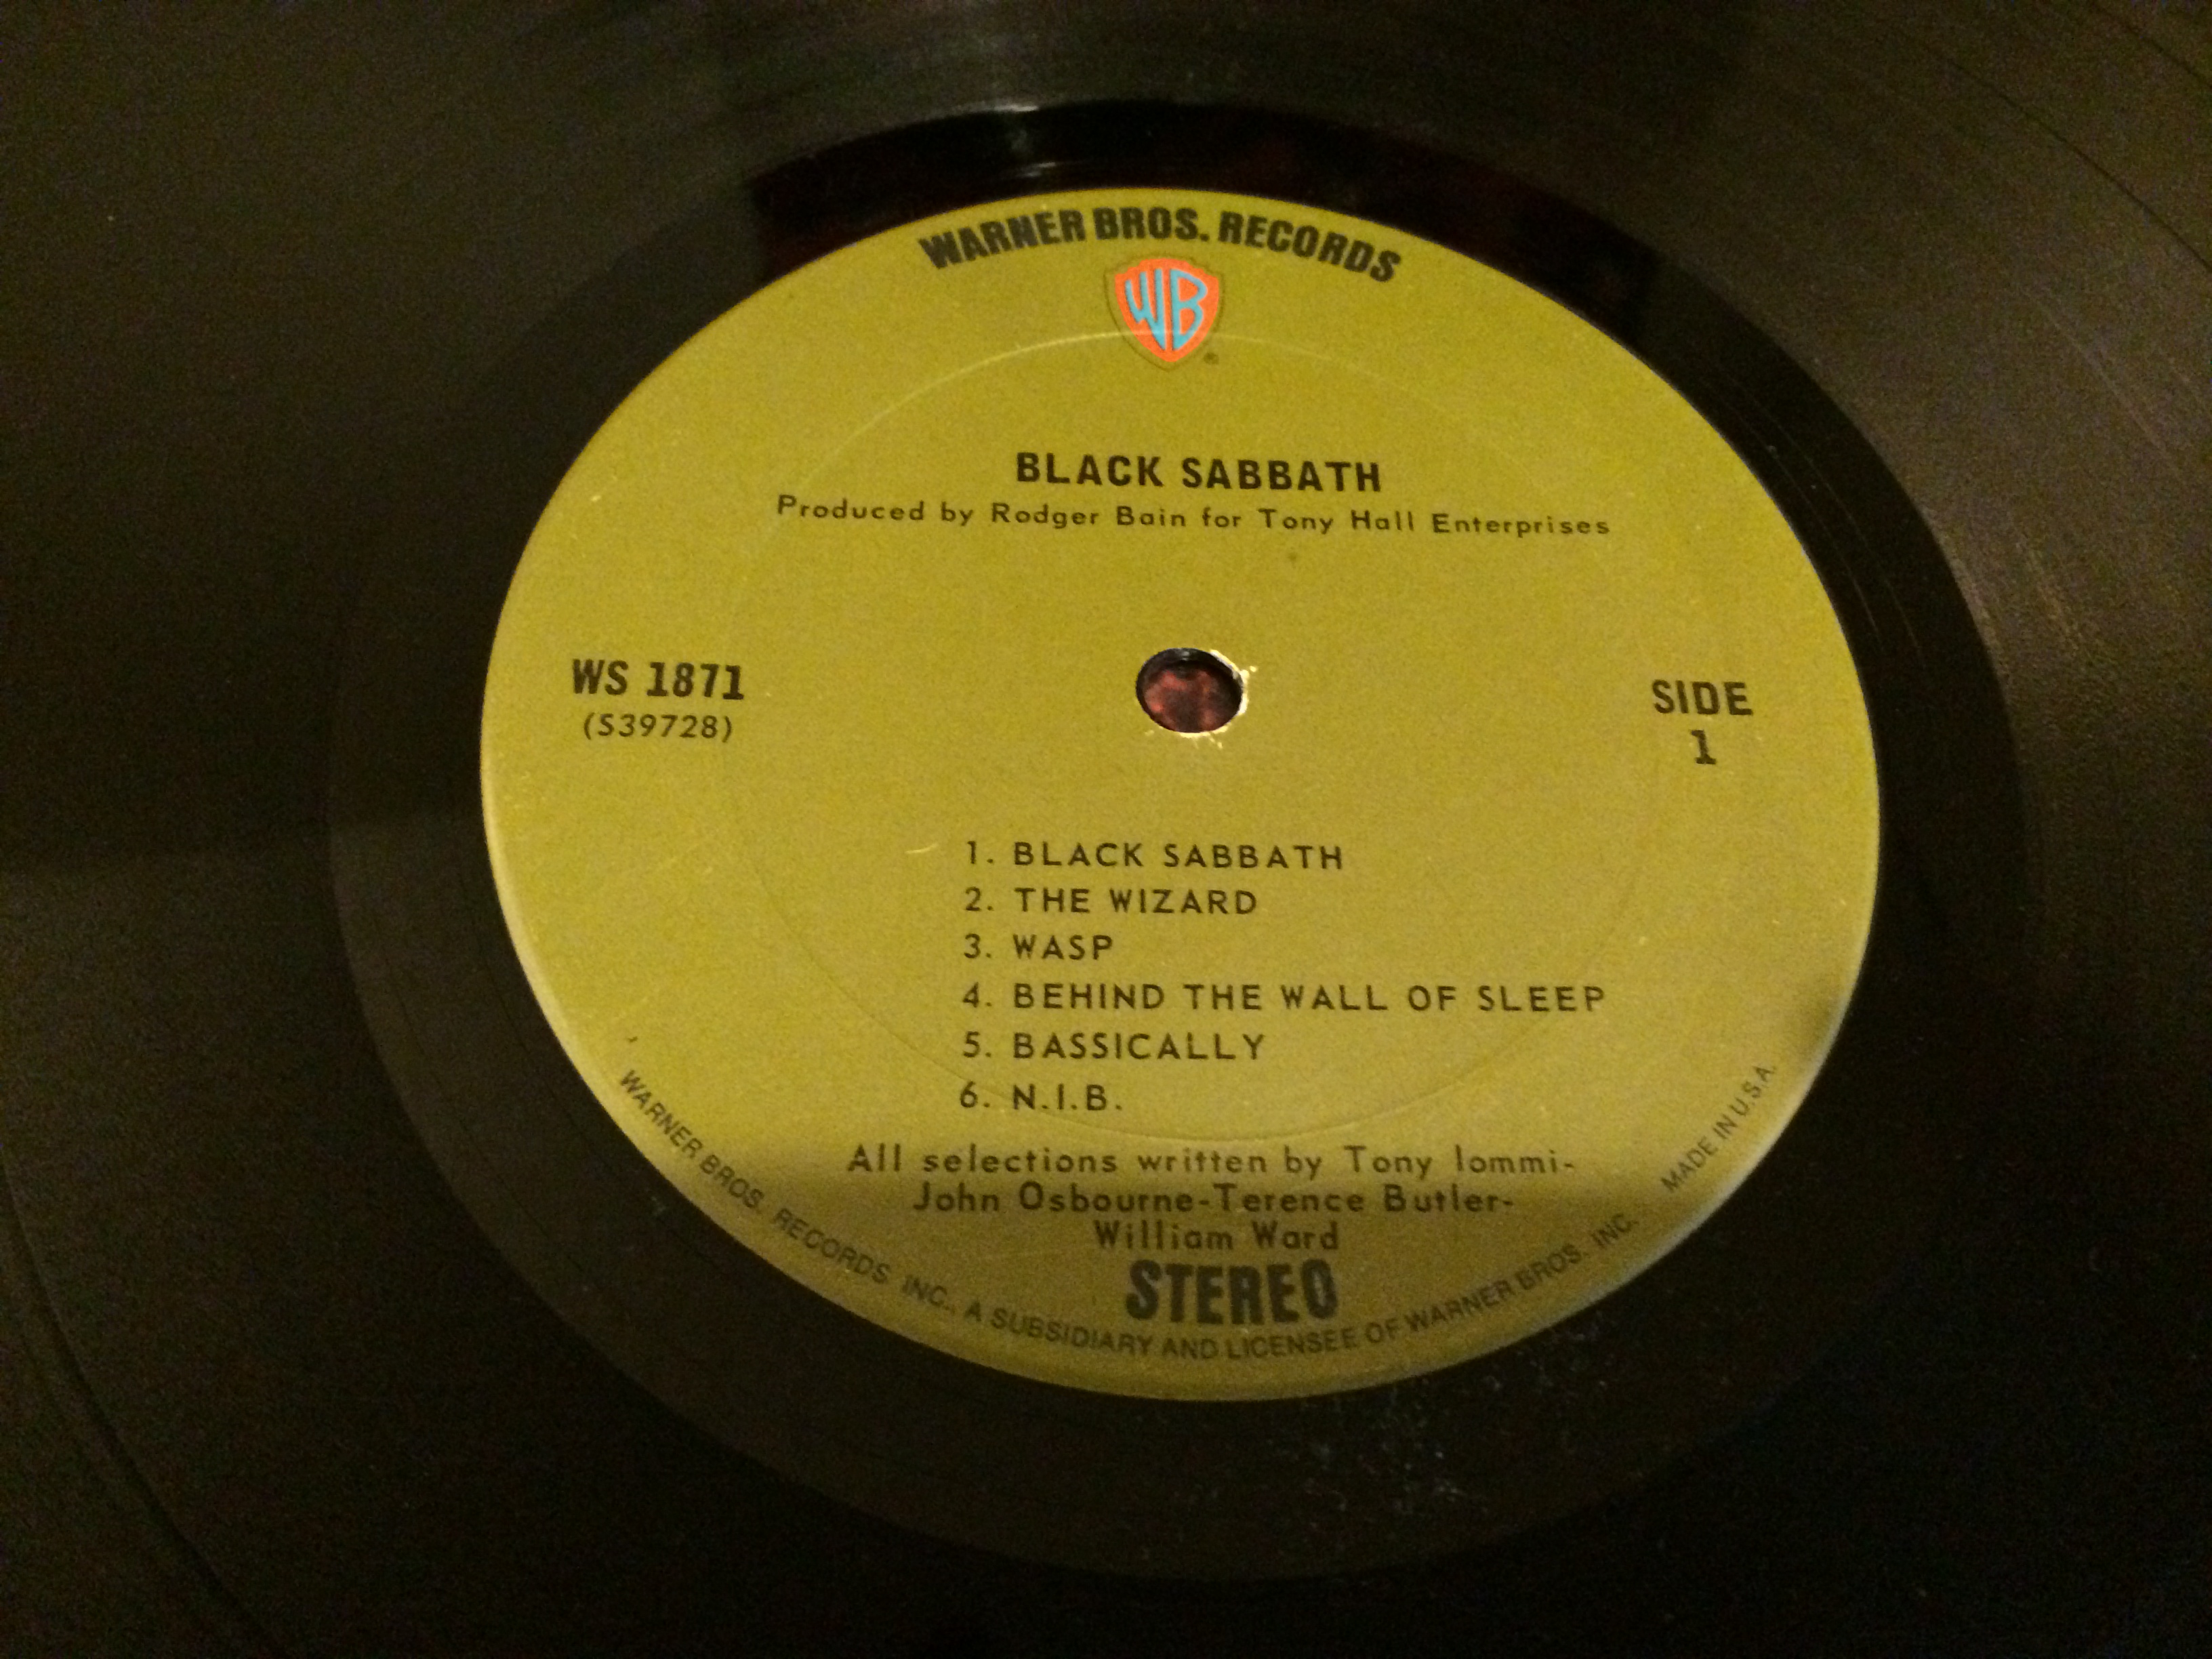 WARNER BROS. RECORDS
WB
BLACK SABBATH
Produced by Rodger Bain for Tony Hall Enterprises
WS 1871
(S39728)
SIDE
1
1. BLACK SABBATH
2. THE WIZARD
3. WASP
4. BEHIND THE WALL OF SLEEP
5. BASSICALLY
6. N.I.B.
All selections written by Tony Iommi-
John Osbourne-Terence Butler-
William Ward
STEREO
WARNER BROS. RECORDS INC., A SUBSIDIARY AND LICENSEE OF WARNER BROS. INC. MADE IN U.S.A.